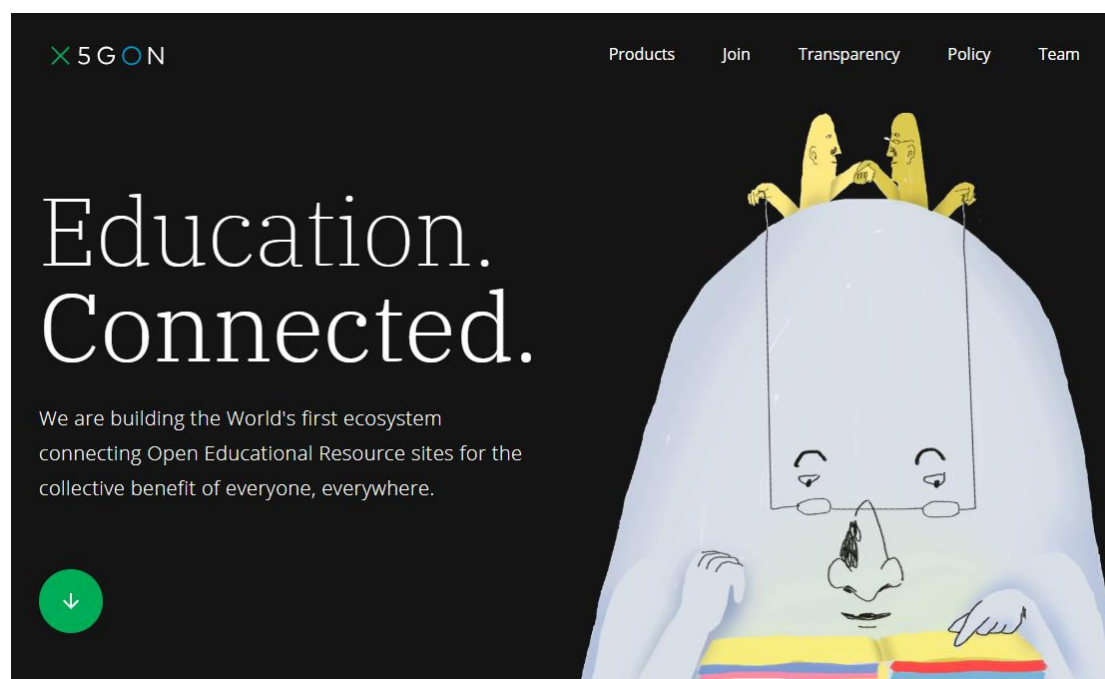 X5GON
Products Join Transparency Policy Team
Education.
Connected.
We are building the World's first ecosystem
connecting Open Educational Resource sites for the
collective benefit of everyone, everywhere.